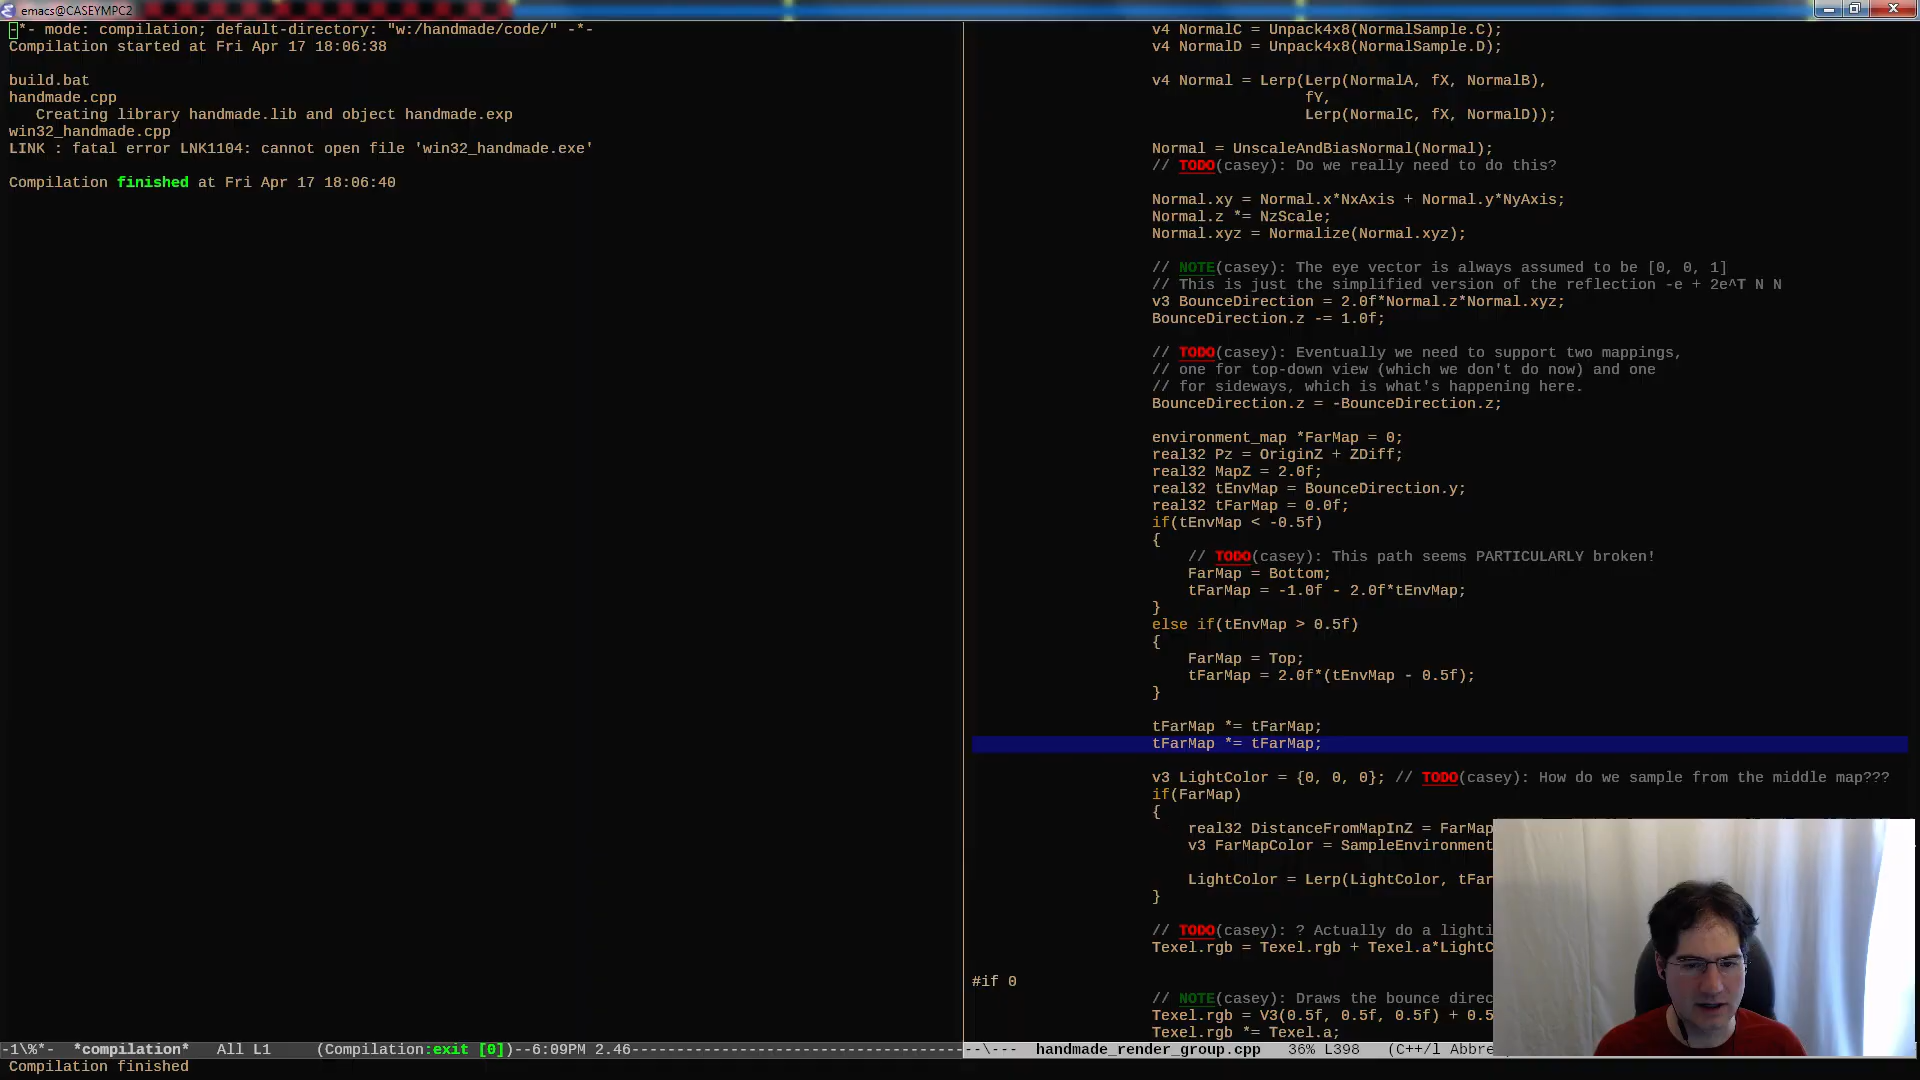 emacs@CASEYMPC2
-*- mode: compilation; default-directory: "w:/handmade/code/" -*-
Compilation started at Fri Apr 17 18:06:38
build.bat
handmade.cpp
   Creating library handmade.lib and object handmade.exp
win32_handmade.cpp
LINK : fatal error LNK1104: cannot open file 'win32_handmade.exe'
Compilation finished at Fri Apr 17 18:06:40
v4 NormalC = Unpack4x8(NormalSample.C);
v4 NormalD = Unpack4x8(NormalSample.D);
v4 Normal = Lerp(Lerp(NormalA, fX, NormalB),
fY,
Lerp(NormalC, fX, NormalD));
Normal = UnscaleAndBiasNormal(Normal);
// TODO(casey): Do we really need to do this?
Normal.xy = Normal.x*NxAxis + Normal.y*NyAxis;
Normal.z *= NzScale;
Normal.xyz = Normalize(Normal.xyz);
// NOTE(casey): The eye vector is always assumed to be [0, 0, 1]
// This is just the simplified version of the reflection -e + 2e^T N N
v3 BounceDirection = 2.0f*Normal.z*Normal.xyz;
BounceDirection.z -= 1.0f;
// TODO(casey): Eventually we need to support two mappings,
// one for top-down view (which we don't do now) and one
// for sideways, which is what's happening here.
BounceDirection.z = -BounceDirection.z;
environment_map *FarMap = 0;
real32 Pz = OriginZ + ZDiff;
real32 MapZ = 2.0f;
real32 tEnvMap = BounceDirection.y;
real32 tFarMap = 0.0f;
if(tEnvMap < -0.5f)
{
// TODO(casey): This path seems PARTICULARLY broken!
FarMap = Bottom;
tFarMap = -1.0f - 2.0f*tEnvMap;
}
else if(tEnvMap > 0.5f)
{
FarMap = Top;
tFarMap = 2.0f*(tEnvMap - 0.5f);
}
tFarMap *= tFarMap;
tFarMap *= tFarMap;
v3 LightColor = {0, 0, 0}; // TODO(casey): How do we sample from the middle map???
if(FarMap)
{
real32 DistanceFromMapInZ = FarMap
v3 FarMapColor = SampleEnvironment
LightColor = Lerp(LightColor, tFar
}
// TODO(casey): ? Actually do a lighti
Texel.rgb = Texel.rgb + Texel.a*LightC
#if 0
// NOTE(casey): Draws the bounce direc
Texel.rgb = V3(0.5f, 0.5f, 0.5f) + 0.5
Texel.rgb *= Texel.a;
-1\%*-  *compilation*   All L1     (Compilation:exit [0])--6:09PM 2.46
--\---  handmade_render_group.cpp   36% L398   (C++/l Abbre
Compilation finished